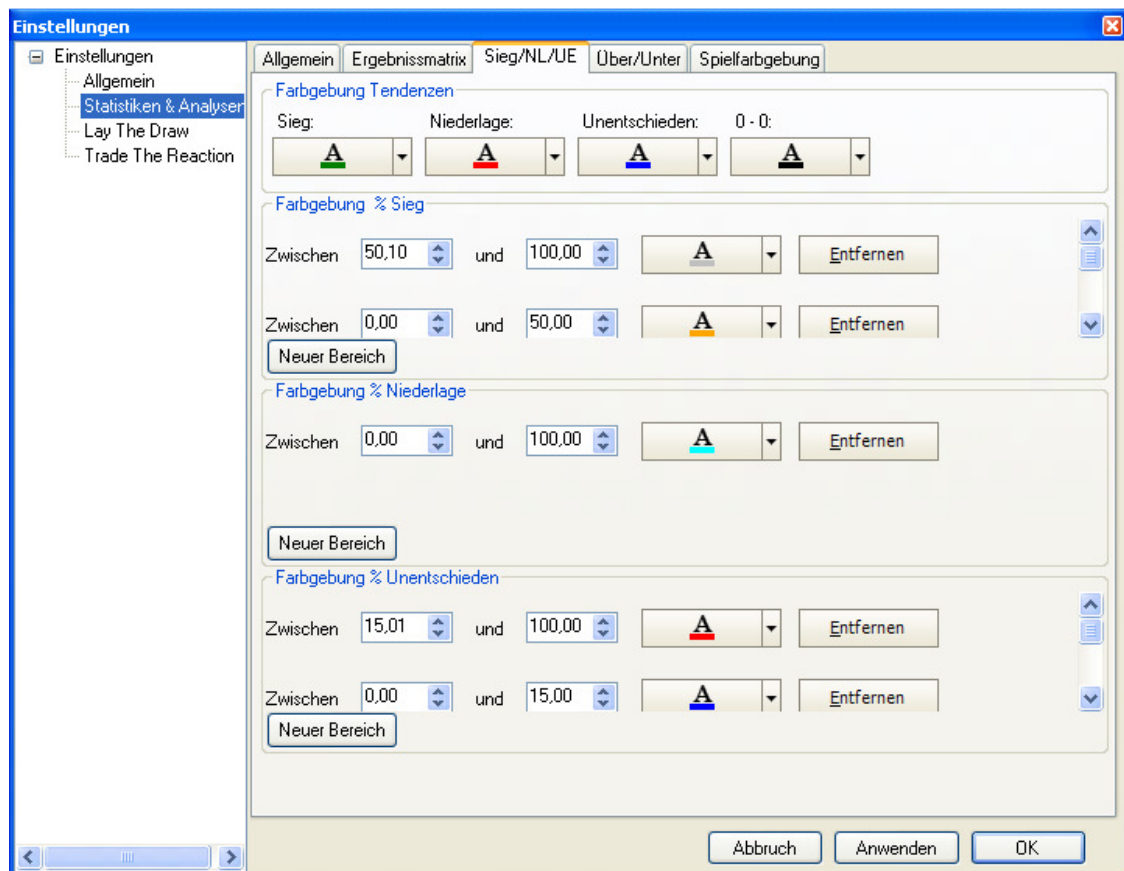 Einstellungen
Einstellungen
Allgemein
Statistiken & Analysen
Lay The Draw
Trade The Reaction
Allgemein Ergebnissmatrix Sieg/NL/UE Über/Unter Spielfarbgebung
Farbgebung Tendenzen
Sieg: Niederlage: Unentschieden: 0 - 0:
A A A A
Farbgebung % Sieg
Zwischen 50,10 und 100,00 A Entfernen
Zwischen 0,00 und 50,00 A Entfernen
Neuer Bereich
Farbgebung % Niederlage
Zwischen 0,00 und 100,00 A Entfernen
Neuer Bereich
Farbgebung % Unentschieden
Zwischen 15,01 und 100,00 A Entfernen
Zwischen 0,00 und 15,00 A Entfernen
Neuer Bereich
Abbruch Anwenden OK